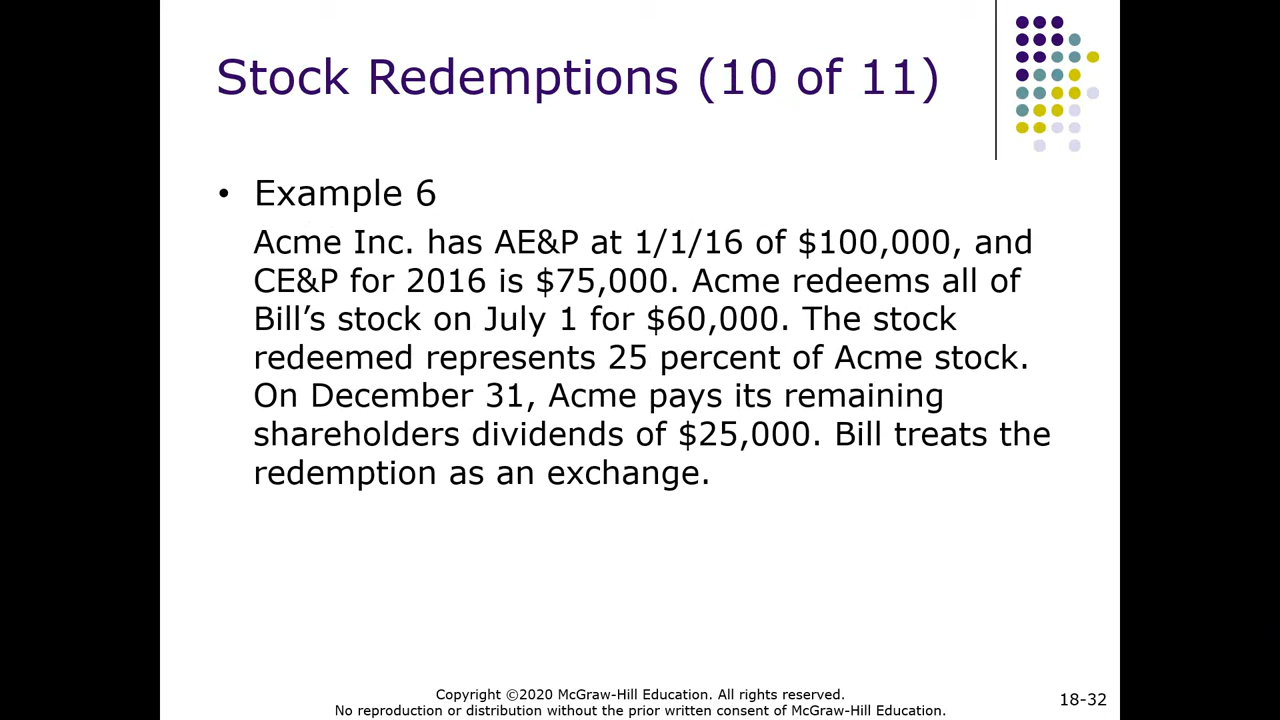 Stock Redemptions (10 of 11)
• Example 6
Acme Inc. has AE&P at 1/1/16 of $100,000, and
CE&P for 2016 is $75,000. Acme redeems all of
Bill’s stock on July 1 for $60,000. The stock
redeemed represents 25 percent of Acme stock.
On December 31, Acme pays its remaining
shareholders dividends of $25,000. Bill treats the
redemption as an exchange.
Copyright ©2020 McGraw-Hill Education. All rights reserved.
No reproduction or distribution without the prior written consent of McGraw-Hill Education.
18-32